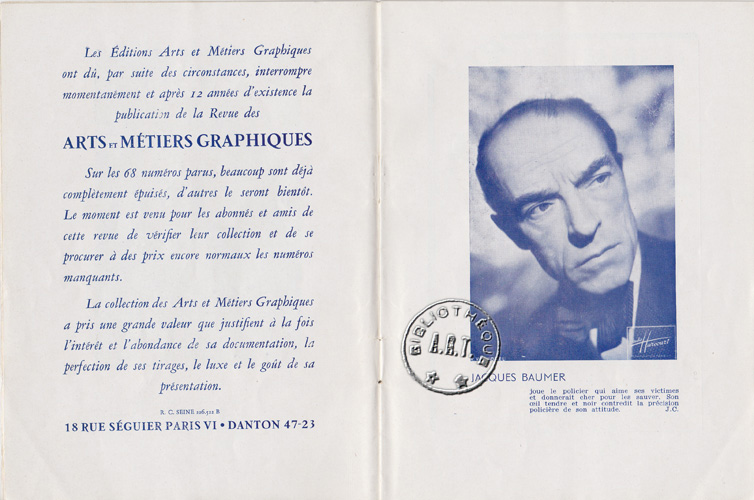 Les Éditions Arts et Métiers Graphiques
ont dû, par suite des circonstances, interrompre
momentanément et après 12 années d'existence la
publication de la Revue des
ARTS ET MÉTIERS GRAPHIQUES
Sur les 68 numéros parus, beaucoup sont déjà
complètement épuisés, d'autres le seront bientôt.
Le moment est venu pour les abonnés et amis de
cette revue de vérifier leur collection et de se
procurer à des prix encore normaux les numéros
manquants.
La collection des Arts et Métiers Graphiques
a pris une grande valeur que justifient à la fois
l'intérêt et l'abondance de sa documentation, la
perfection de ses tirages, le luxe et le goût de sa
présentation.
R. C. SEINE
18 RUE SÉGUIER PARIS VI • DANTON 47-23
Harcourt
BIBLIOTHÈQUE
A.R.T.
JACQUES BAUMER
joue le policier qui aime ses victimes
et donnerait cher pour les sauver. Son
œil tendre et noir contredit la précision
policière de son attitude. J.C.